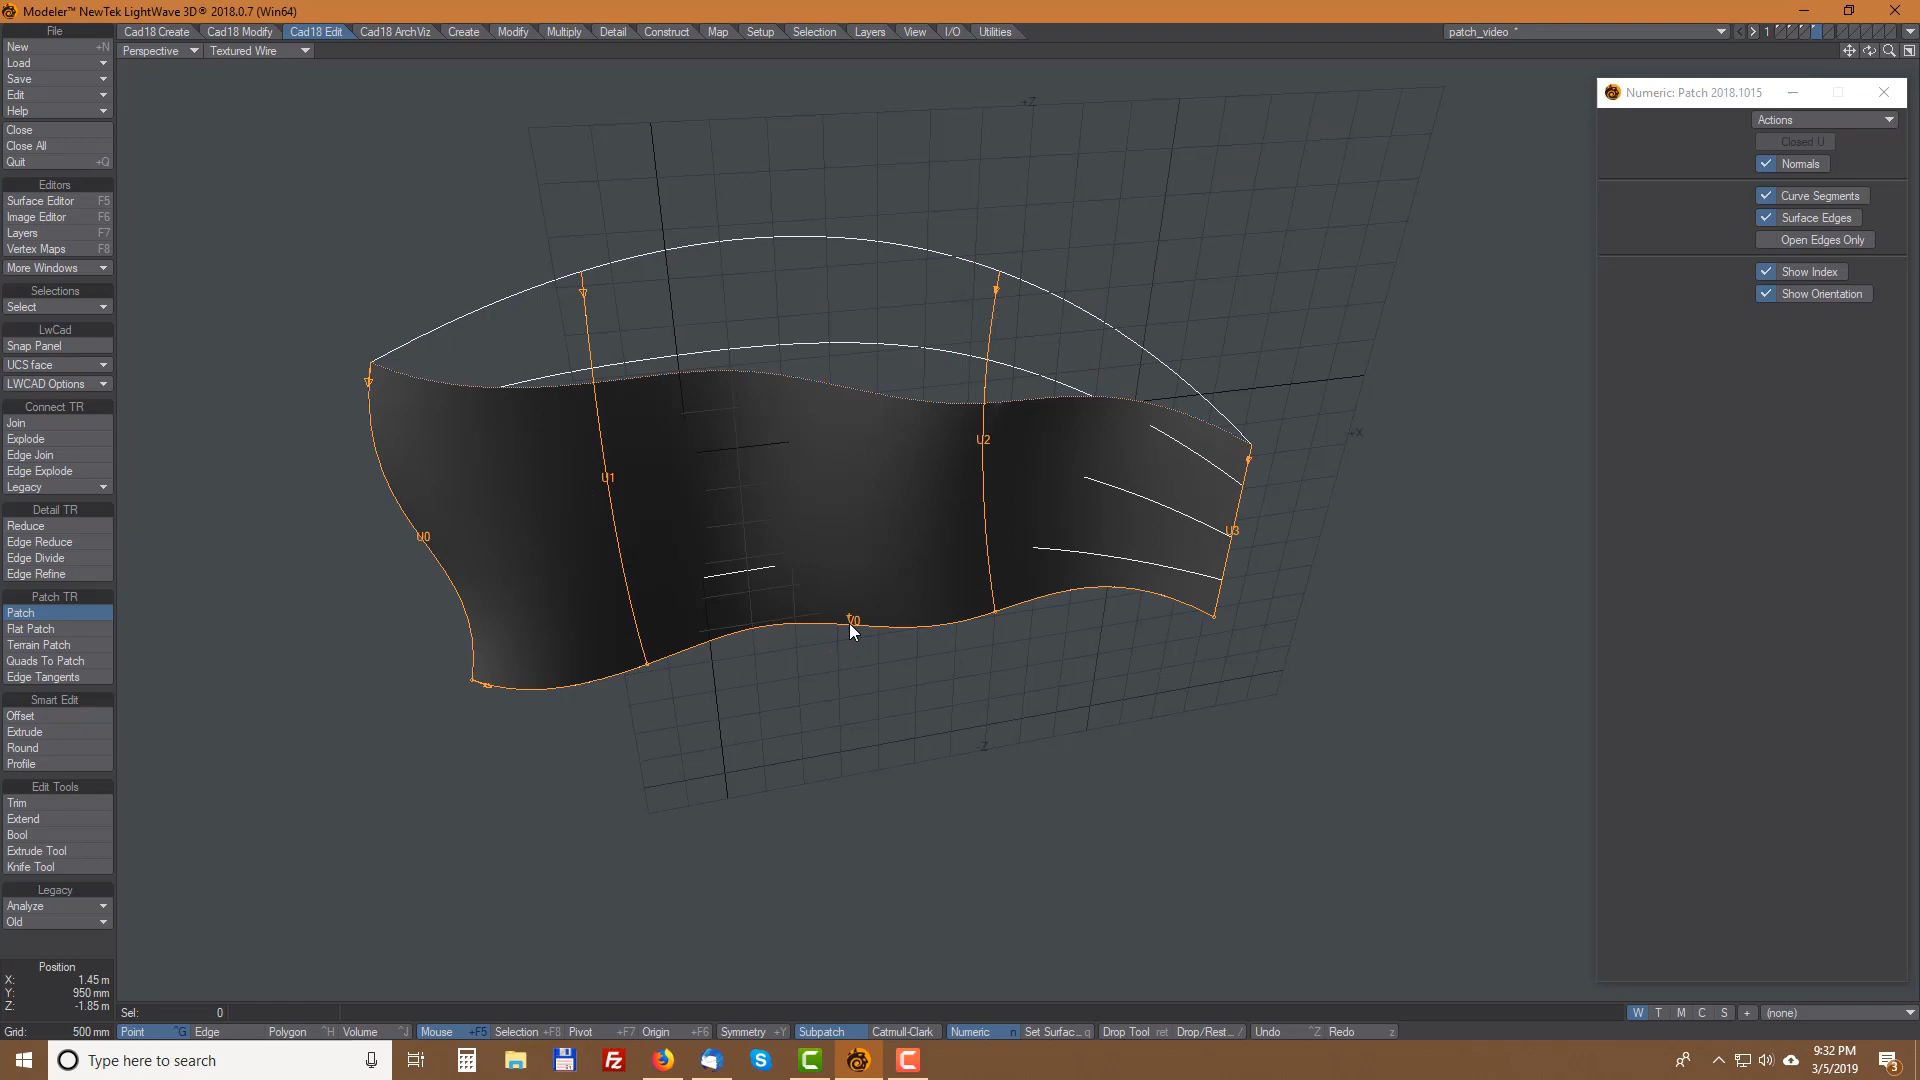 Modeler™ NewTek LightWave 3D® 2018.0.7 (Win64)
File
Cad18 Create Cad18 Modify Cad18 Edit Cad18 ArchViz Create Modify Multiply Detail Construct Map Setup Selection Layers View I/O Utilities
patch_video * 1
New +N
Load
Save
Edit
Help
Close
Close All
Quit +Q
Editors
Surface Editor F5
Image Editor F6
Layers F7
Vertex Maps F8
More Windows
Selections
Select
LwCad
Snap Panel
UCS face
LWCAD Options
Connect TR
Join
Explode
Edge Join
Edge Explode
Legacy
Detail TR
Reduce
Edge Reduce
Edge Divide
Edge Refine
Patch TR
Patch
Flat Patch
Terrain Patch
Quads To Patch
Edge Tangents
Smart Edit
Offset
Extrude
Round
Profile
Edit Tools
Trim
Extend
Bool
Extrude Tool
Knife Tool
Legacy
Analyze
Old
Position
X: 1.45 m
Y: 950 mm
Z: -1.85 m
Grid: 500 mm
Perspective Textured Wire
+Z
+X
-Z
U0
U1
U2
U3
V0
Numeric: Patch 2018.1015
Actions
Closed U
Normals
Curve Segments
Surface Edges
Open Edges Only
Show Index
Show Orientation
Sel: 0
W T M C S + (none)
Point ^G Edge Polygon ^H Volume ^J Mouse +F5 Selection +F8 Pivot +F7 Origin +F6 Symmetry +Y Subpatch Catmull-Clark Numeric n Set Surfac... q Drop Tool ret Drop/Rest... / Undo ^Z Redo z
Type here to search
9:32 PM
3/5/2019
3